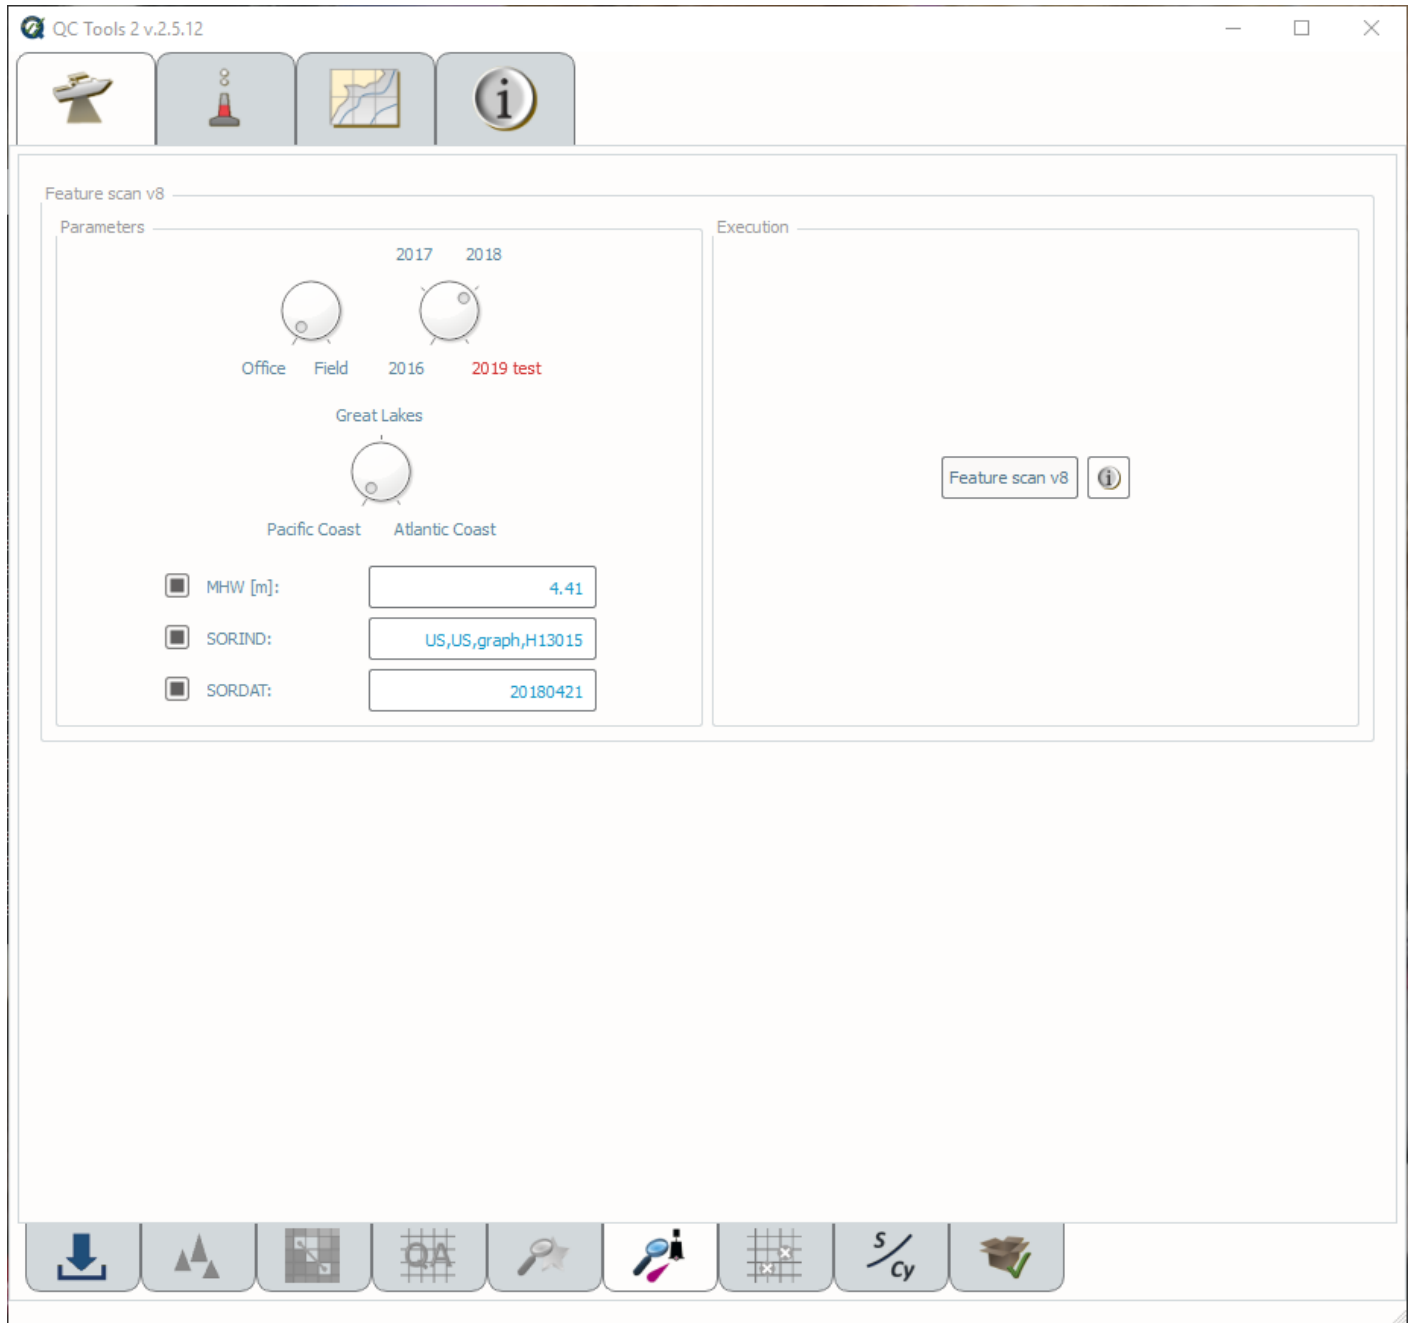 QC Tools 2 v.2.5.12
Feature scan v8
Parameters
Execution
2017 2018
Office Field 2016 2019 test
Great Lakes
Pacific Coast Atlantic Coast
MHW [m]: 4.41
SORIND: US,US,graph,H13015
SORDAT: 20180421
Feature scan v8
i
i
QA
S/Cy